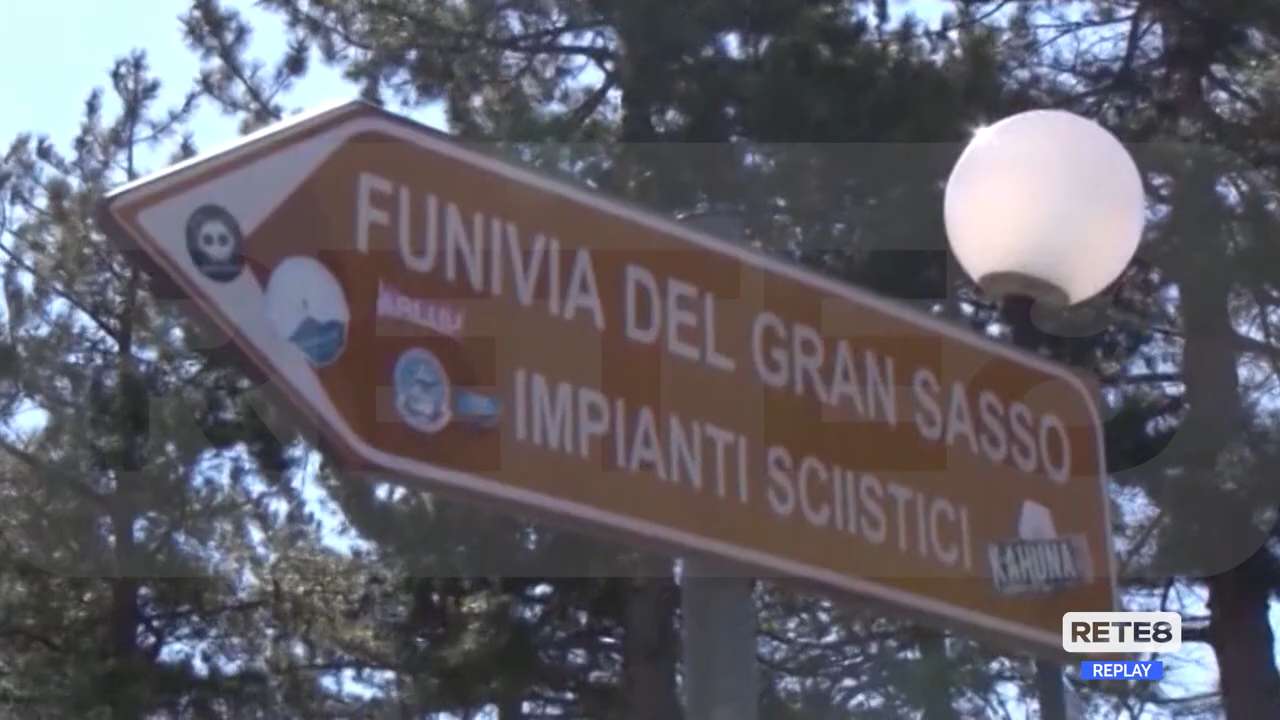 FUNIVIA DEL GRAN SASSO
IMPIANTI SCIISTICI
KAHUNA
RETE8
REPLAY